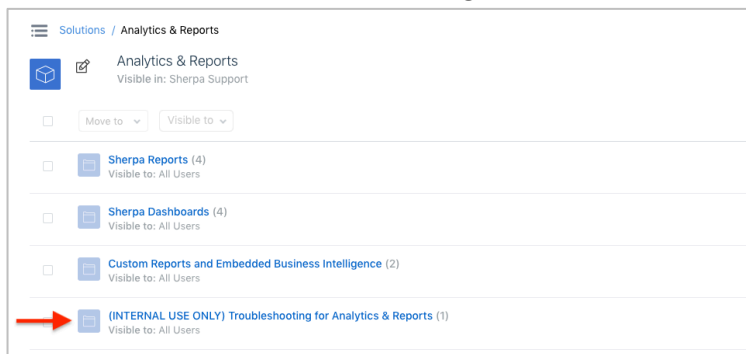 Solutions / Analytics & Reports
Analytics & Reports
Visible in: Sherpa Support
Move to
Visible to
Sherpa Reports (4)
Visible to: All Users
Sherpa Dashboards (4)
Visible to: All Users
Custom Reports and Embedded Business Intelligence (2)
Visible to: All Users
(INTERNAL USE ONLY) Troubleshooting for Analytics & Reports (1)
Visible to: All Users